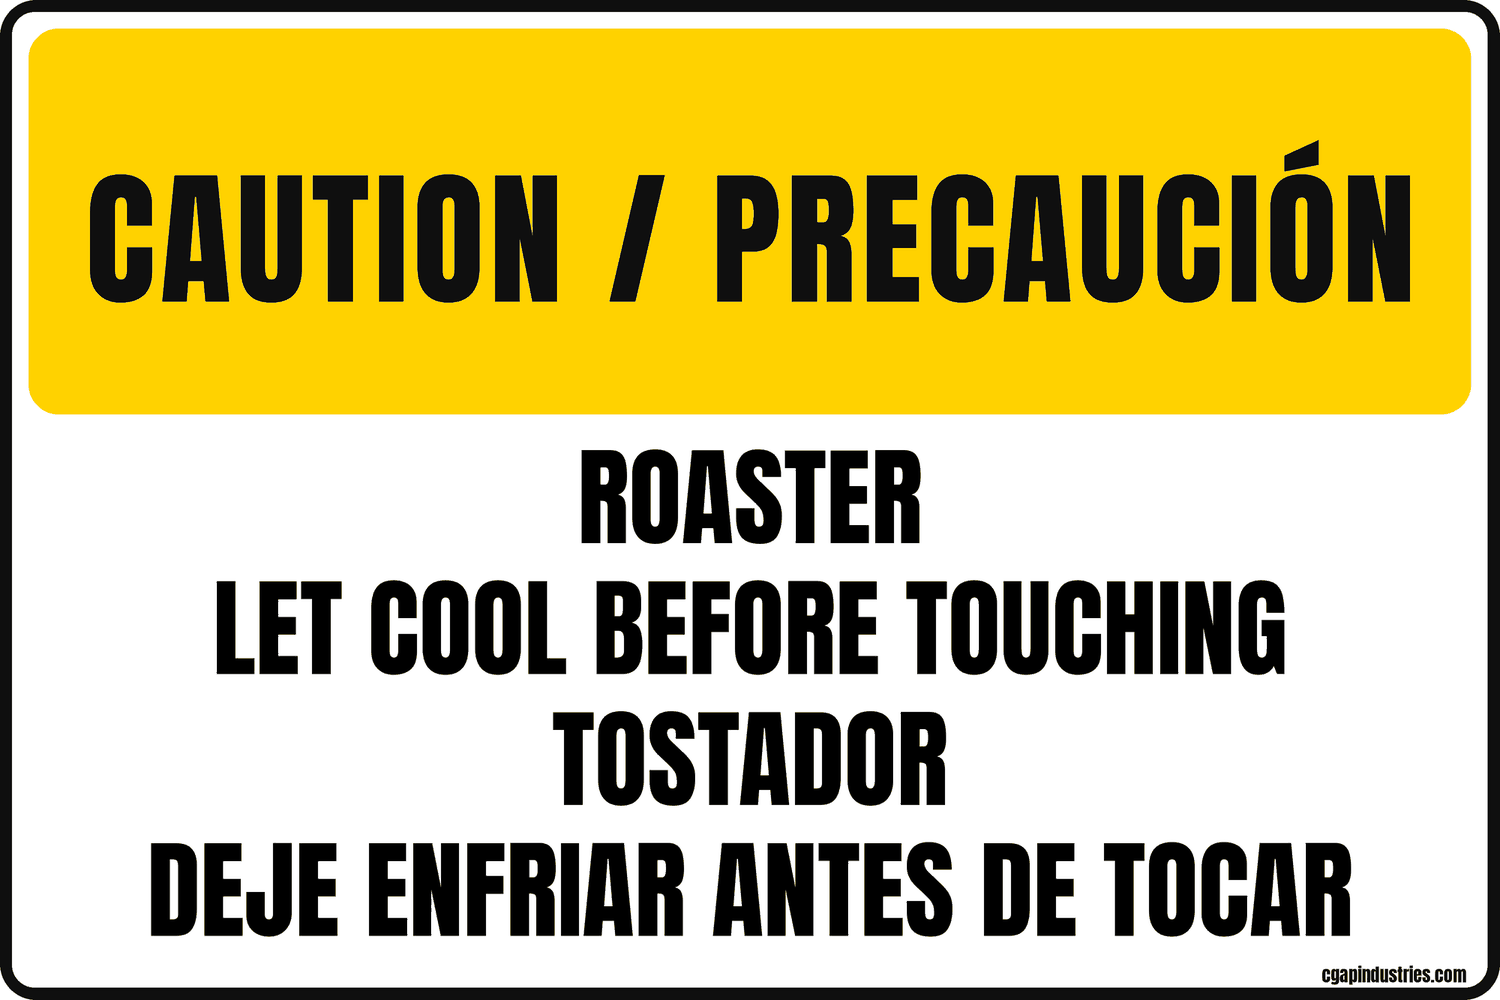 CAUTION / PRECAUCIÓN
ROASTER
LET COOL BEFORE TOUCHING
TOSTADOR
DEJE ENFRIAR ANTES DE TOCAR
cgapindustries.com